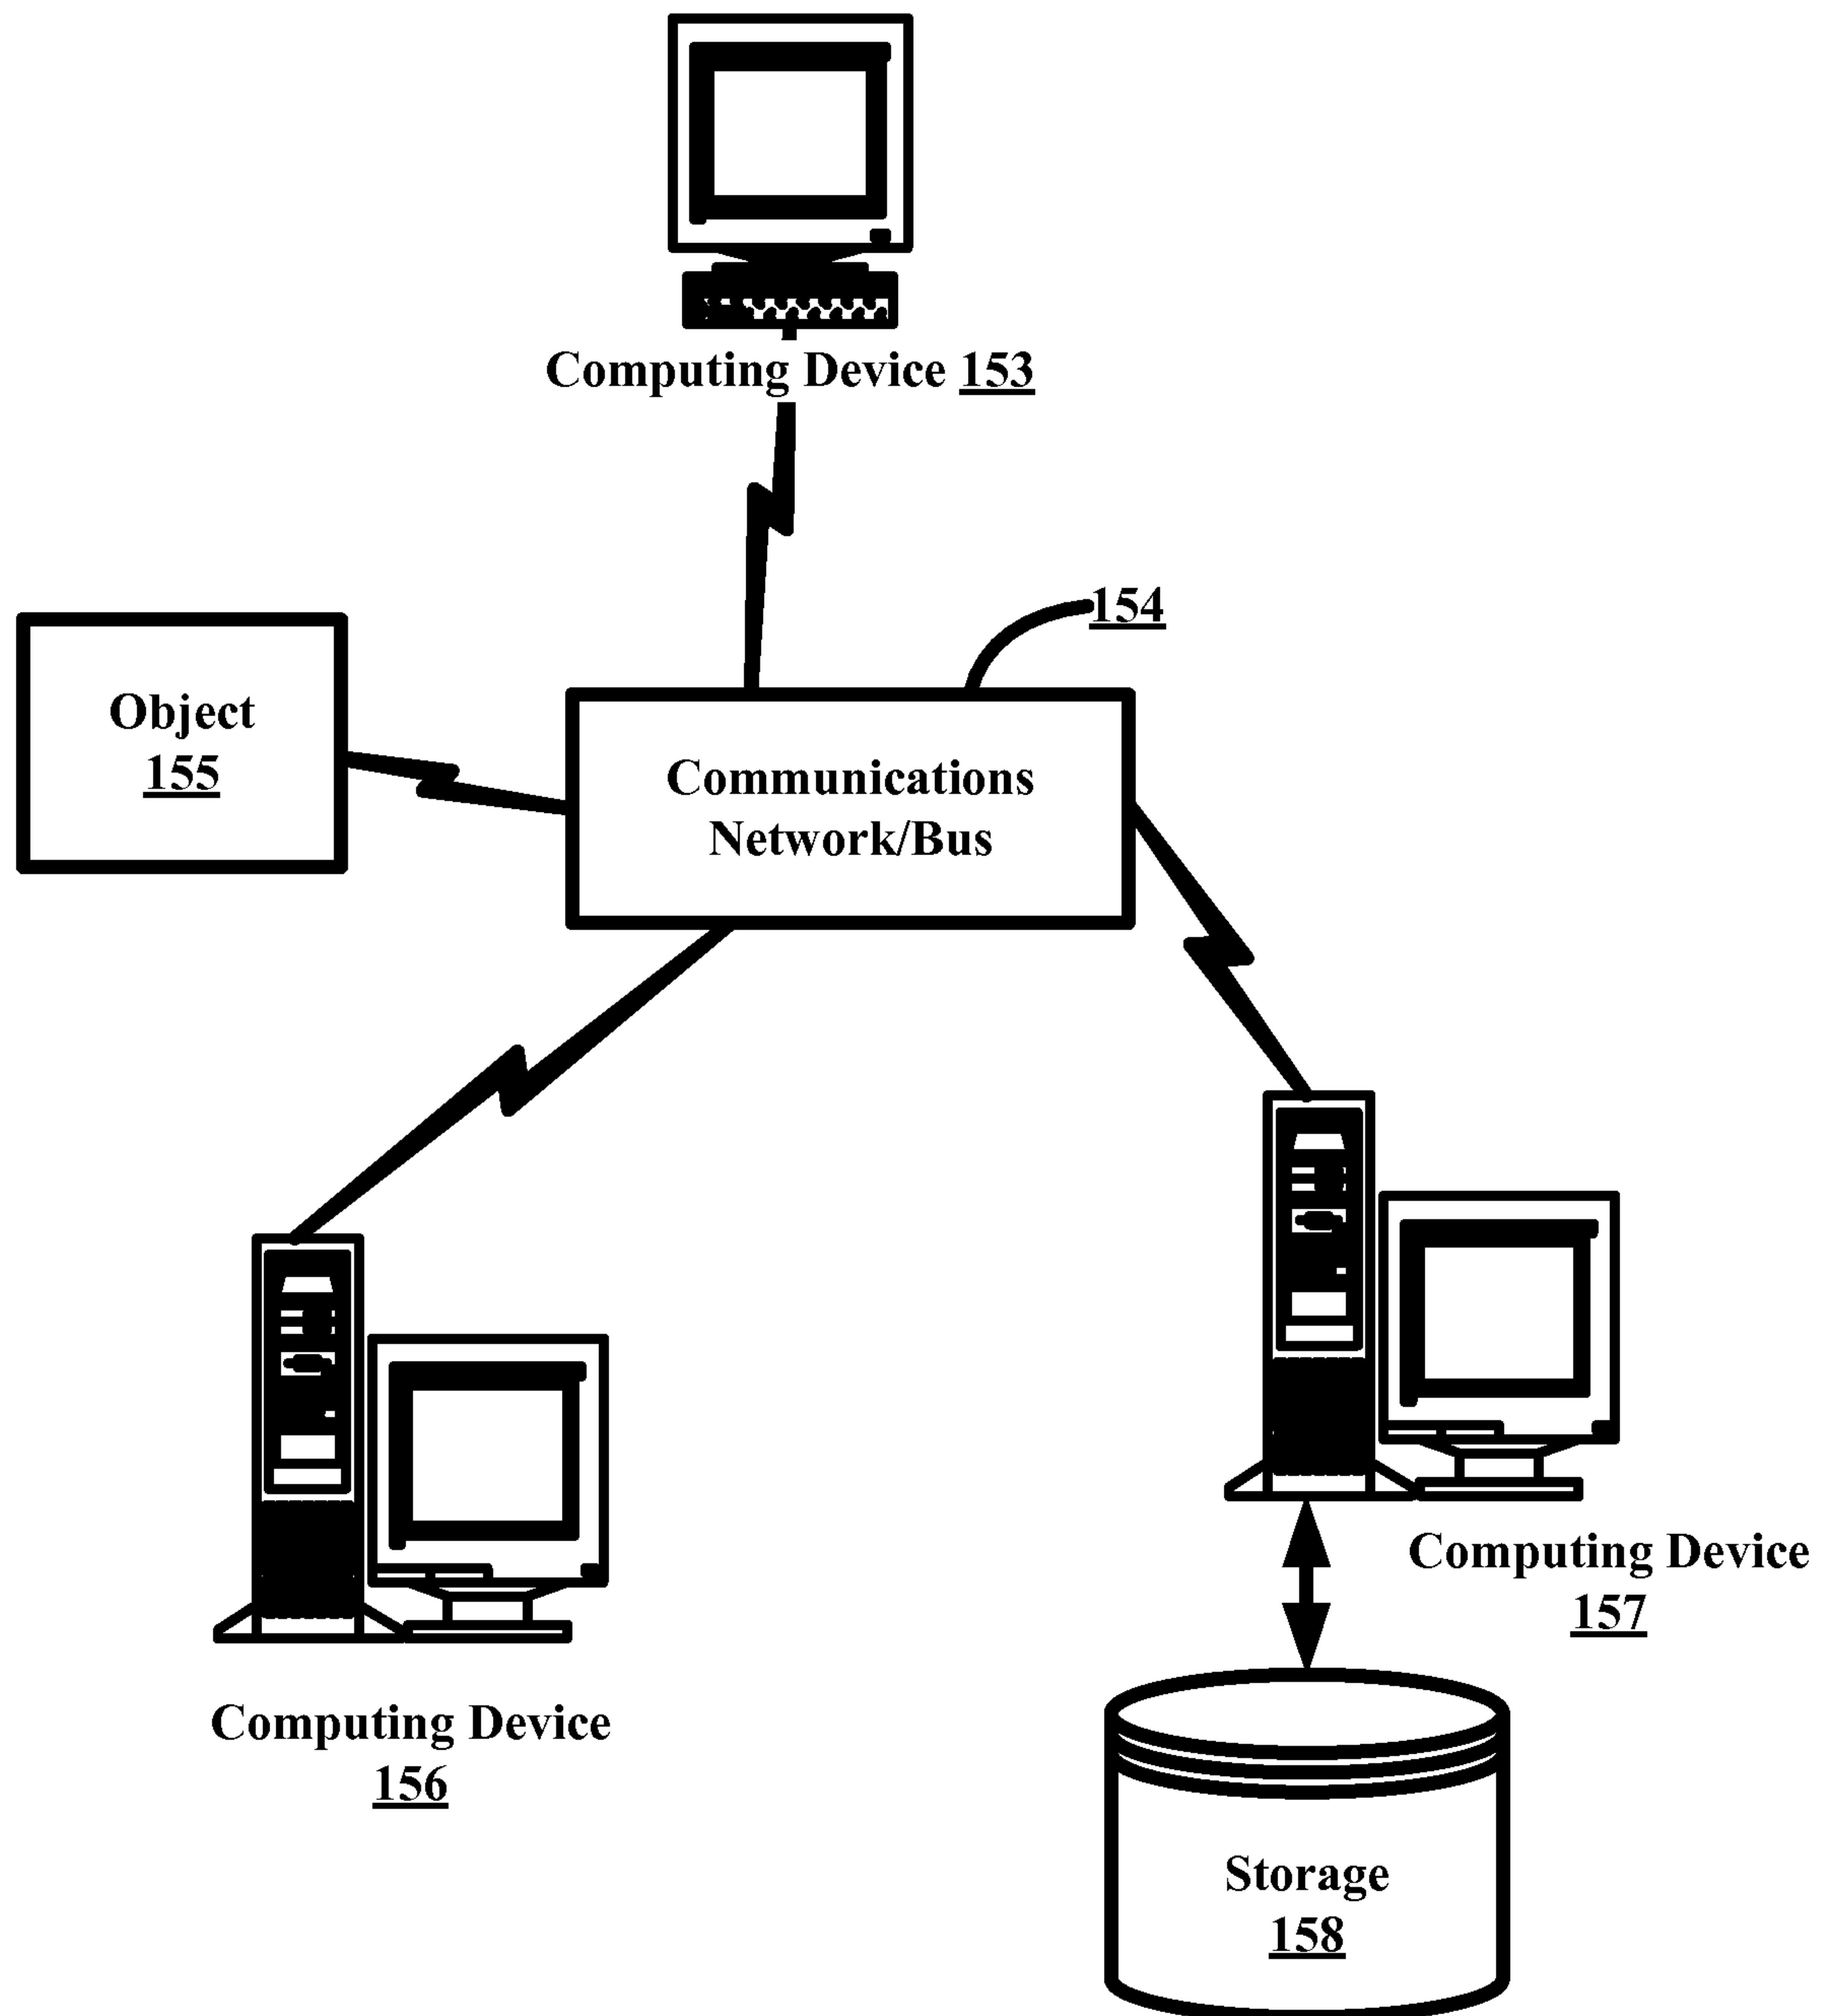 Computing Device 153
154
Object
155
Communications
Network/Bus
Computing Device
157
Computing Device
156
Storage
158